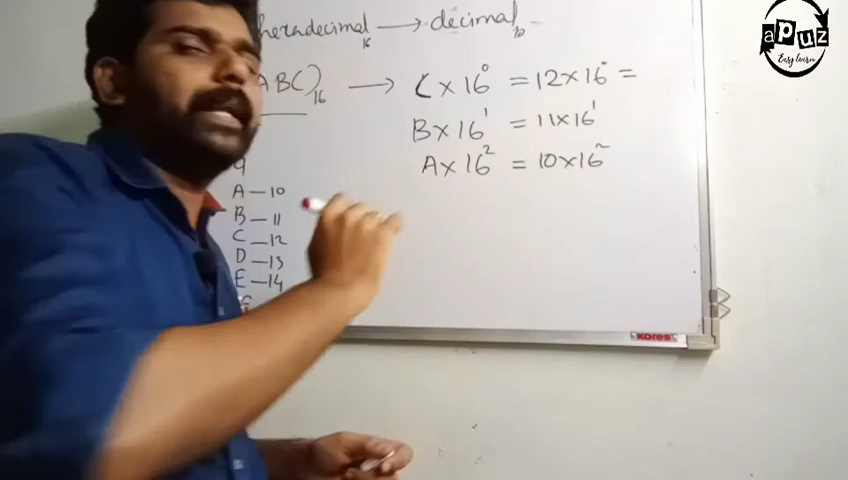 hexadecimal 16 → decimal 10
ABC)16 → C×16⁰ = 12×16⁰ =
B×16¹ = 11×16¹
A×16² = 10×16²
9
A — 10
B — 11
C — 12
D — 13
E — 14
KORES
apuz
Easy learn